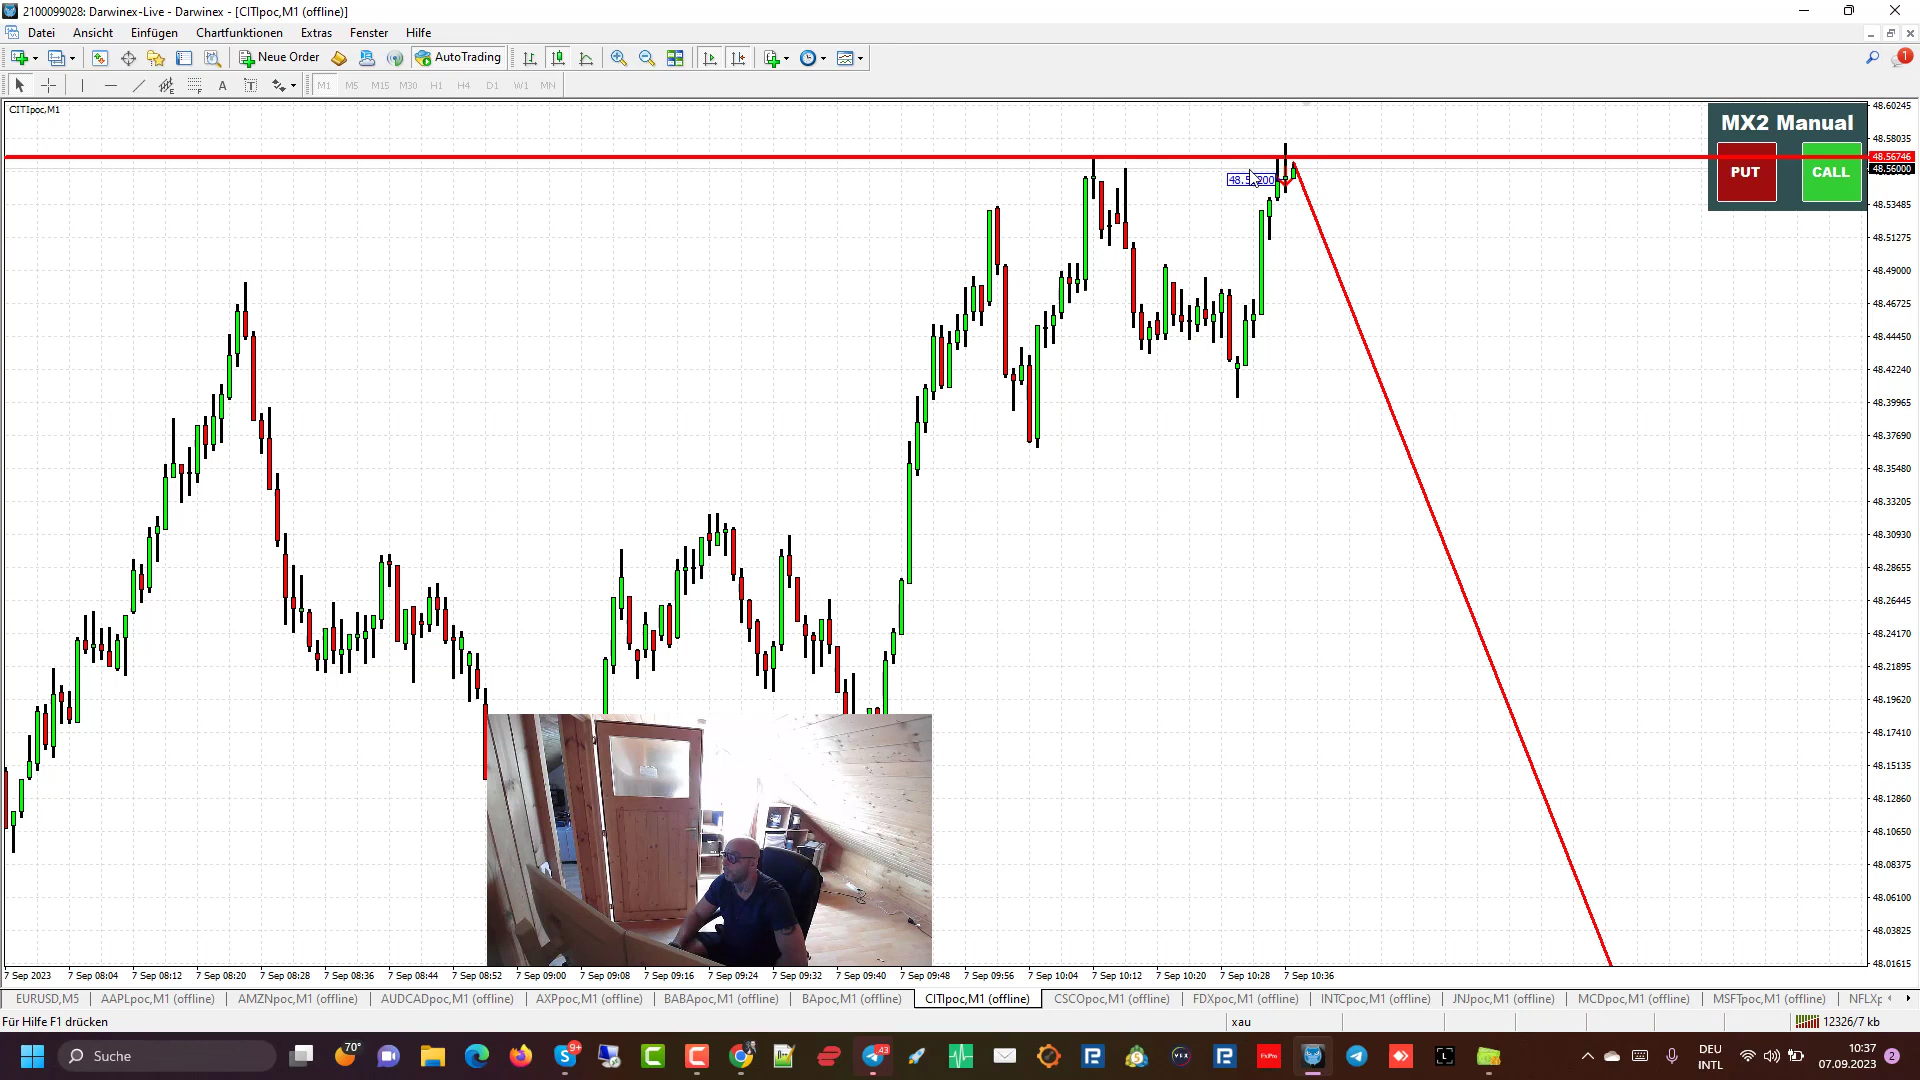 2100099028: Darwinex-Live - Darwinex - [CITIpoc,M1 (offline)]
Datei Ansicht Einfügen Chartfunktionen Extras Fenster Hilfe
Neue Order AutoTrading
M1 M5 M15 M30 H1 H4 D1 W1 MN
CITIpoc,M1
MX2 Manual
PUT CALL
48.60245
48.58035
48.56746
48.56000
48.53485
48.51275
48.49000
48.46725
48.44450
48.42240
48.39965
48.37690
48.35480
48.33205
48.30930
48.28655
48.26445
48.24170
48.21895
48.19620
48.17410
48.15135
48.12860
48.10650
48.08375
48.06100
48.03825
48.01615
7 Sep 2023 7 Sep 08:04 7 Sep 08:12 7 Sep 08:20 7 Sep 08:28 7 Sep 08:36 7 Sep 08:44 7 Sep 08:52 7 Sep 09:00 7 Sep 09:08 7 Sep 09:16 7 Sep 09:24 7 Sep 09:32 7 Sep 09:40 7 Sep 09:48 7 Sep 09:56 7 Sep 10:04 7 Sep 10:12 7 Sep 10:20 7 Sep 10:28 7 Sep 10:36
EURUSD,M5 AAPLpoc,M1 (offline) AMZNpoc,M1 (offline) AUDCADpoc,M1 (offline) AXPpoc,M1 (offline) BABApoc,M1 (offline) BApoc,M1 (offline) CITIpoc,M1 (offline) CSCOpoc,M1 (offline) FDXpoc,M1 (offline) INTCpoc,M1 (offline) JNJpoc,M1 (offline) MCDpoc,M1 (offline) MSFTpoc,M1 (offline) NFLXp
Für Hilfe F1 drücken xau 12326/7 kb
Suche 70° 9+ 43 DEU 10:37
INTL 07.09.2023 2